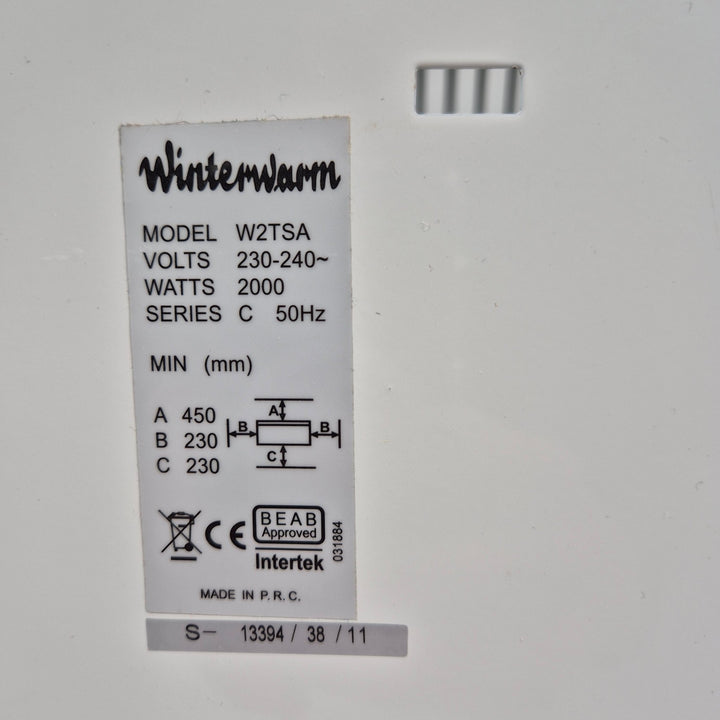 Winterwarm
MODEL W2TSA
VOLTS 230-240~
WATTS 2000
SERIES C 50Hz
MIN (mm)
A 450
B 230
C 230
A
B B
C
CE
BEAB
Approved
Intertek
031884
MADE IN P.R.C.
S- 13394 / 38 / 11